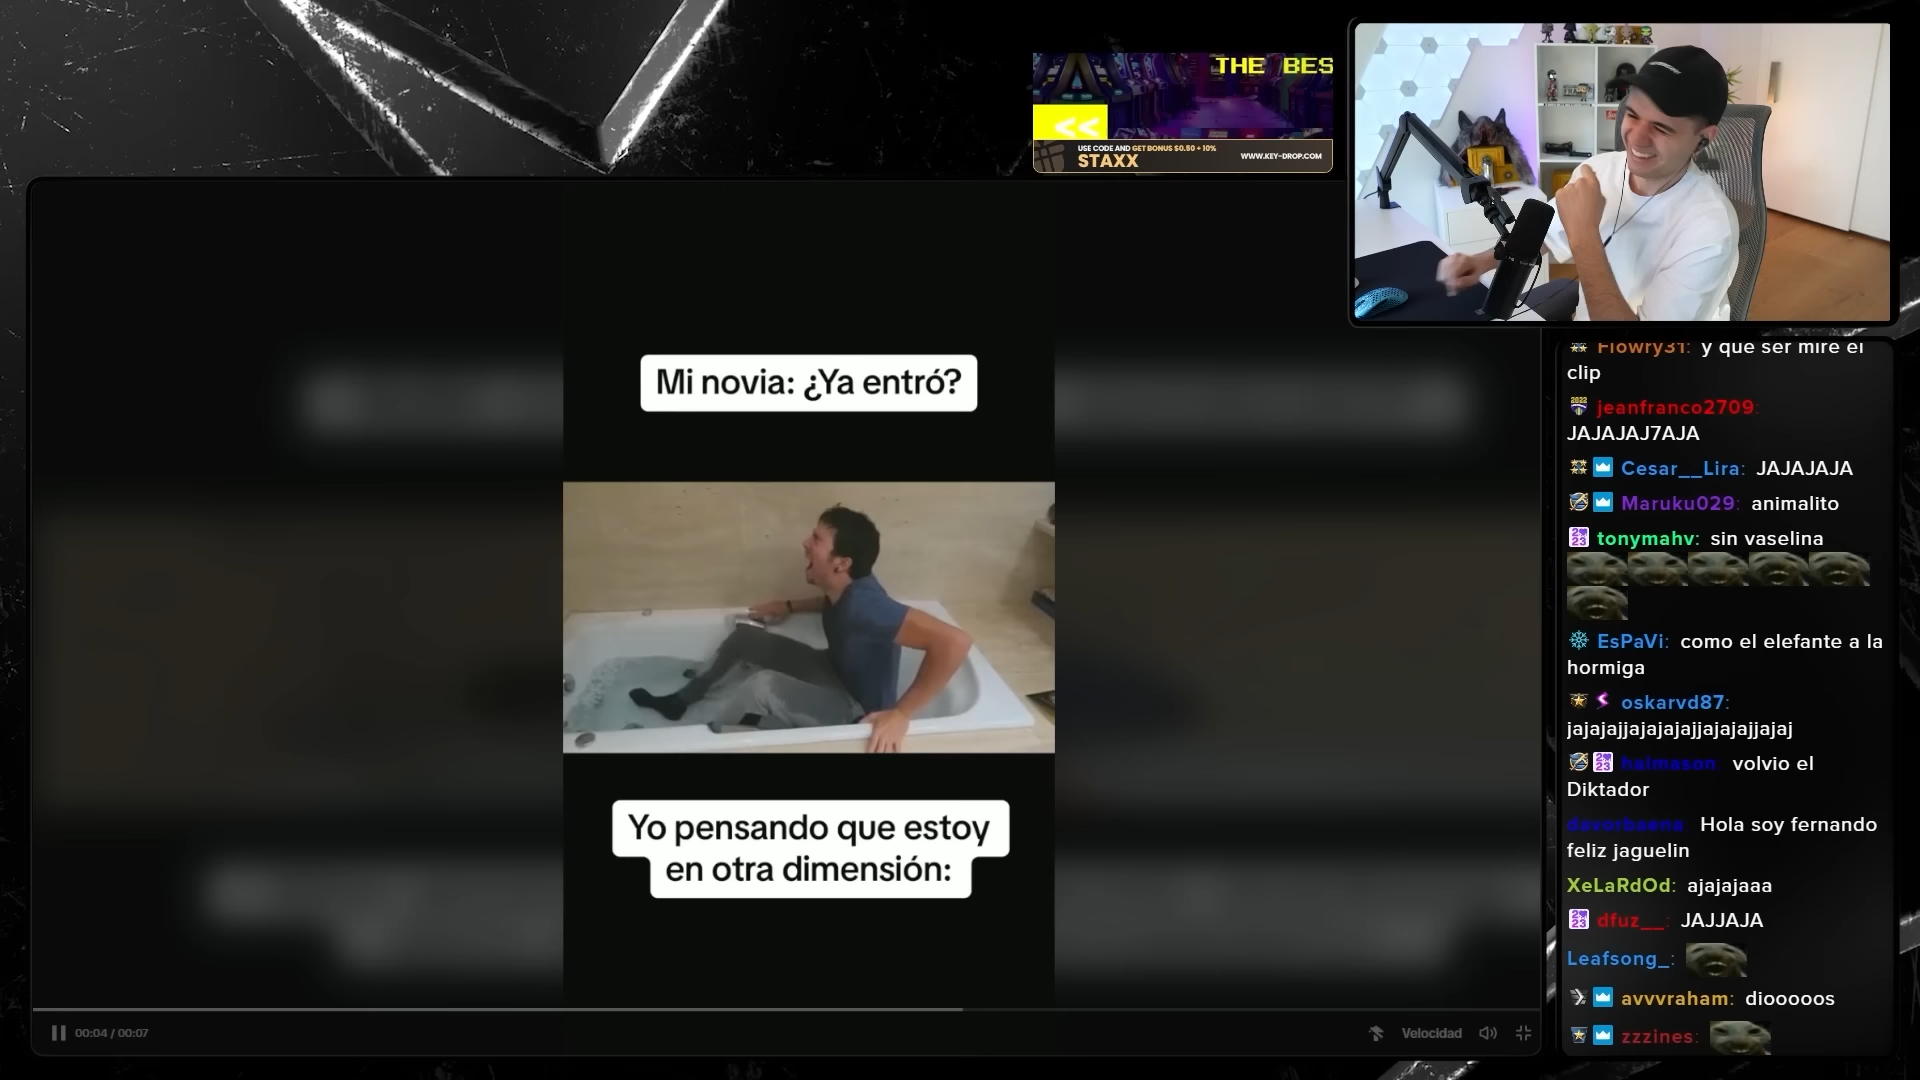 THE BES
<<
USE CODE AND GET BONUS $0.50 + 10%
STAXX
WWW.KEY-DROP.COM
Mi novia: ¿Ya entró?
Yo pensando que estoy
en otra dimensión:
00:04 / 00:07
Velocidad
Flowry31: y que ser mire el
clip
jeanfranco2709:
JAJAJAJ7AJA
Cesar__Lira: JAJAJAJA
Maruku029: animalito
tonymahv: sin vaselina
EsPaVi: como el elefante a la
hormiga
oskarvd87:
jajajajjajajajajjajajajjajaj
halmason: volvio el
Diktador
davorbaena: Hola soy fernando
feliz jaguelin
XeLaRdOd: ajajajaaa
dfuz__: JAJJAJA
Leafsong_:
avvvraham: diooooos
zzzines: